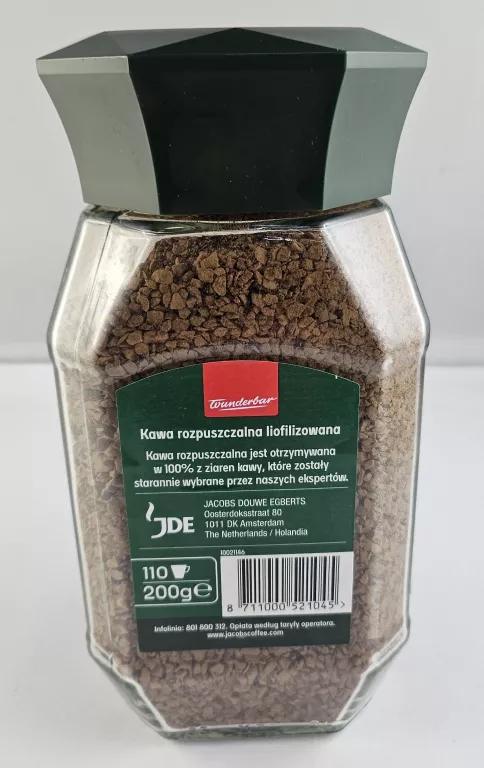 Wunderbar
Kawa rozpuszczalna liofilizowana
Kawa rozpuszczalna jest otrzymywana
w 100% z ziaren kawy, które zostały
starannie wybrane przez naszych ekspertów.
JDE
JACOBS DOUWE EGBERTS
Oosterdoksstraat 80
1011 DK Amsterdam
The Netherlands / Holandia
10021186
110
200g℮
8 711000 521045 >
Infolinia: 801 800 312. Opłata według taryfy operatora.
www.jacobscoffee.com